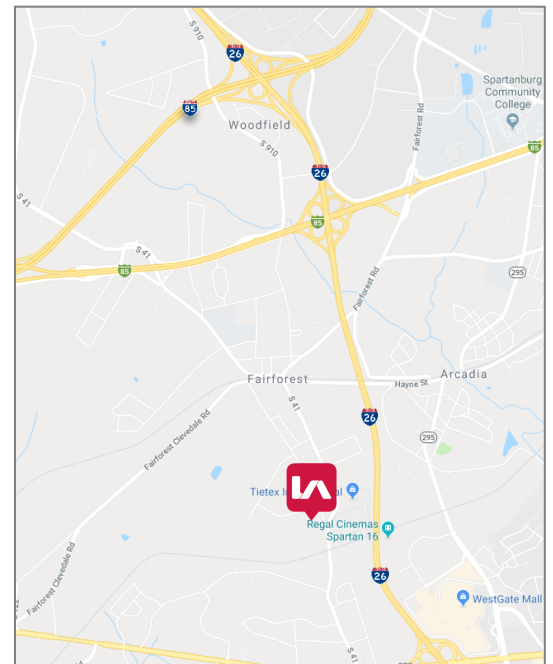 S 910
26
85
Woodfield
S 910
Spartanburg
Community
College
Fairforest Rd
85
26
S 41
85
S 41
85
295
Fairforest Rd
Fairforest
Arcadia
Hayne St
S 41
26
295
Fairforest Clevedale Rd
Tietex
Regal Cinemas
Spartan 16
Fairforest Clevedale Rd
26
WestGate Mall
S 41